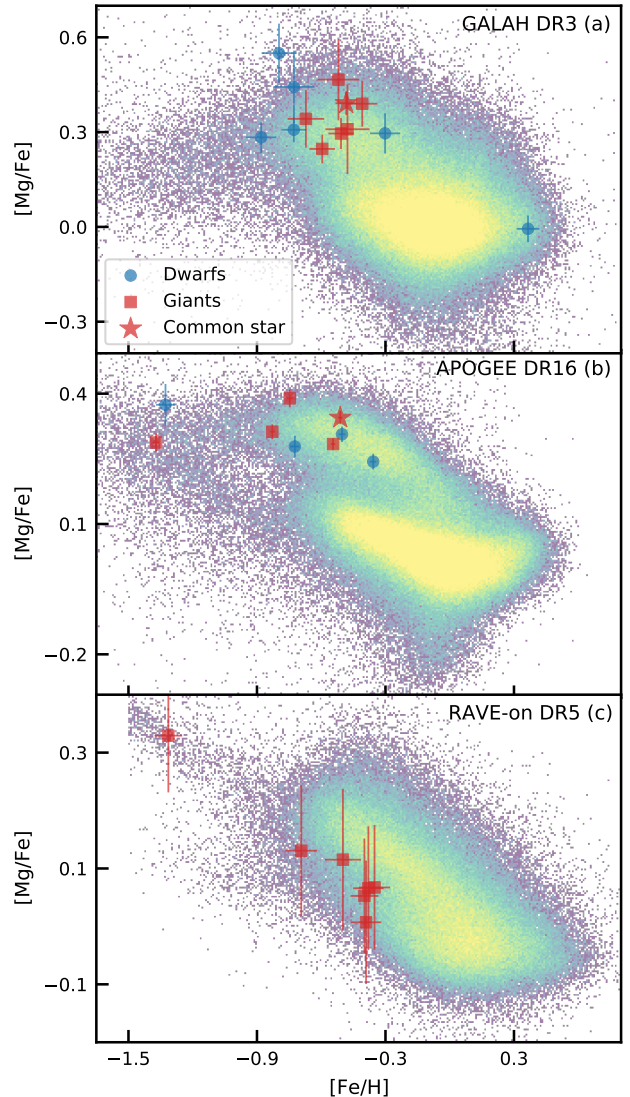 GALAH DR3 (a)
0.6
0.3
0.0
−0.3
[Mg/Fe]
Dwarfs
Giants
Common star
APOGEE DR16 (b)
0.4
0.1
−0.2
[Mg/Fe]
RAVE-on DR5 (c)
0.3
0.1
−0.1
[Mg/Fe]
−1.5 −0.9 −0.3 0.3
[Fe/H]